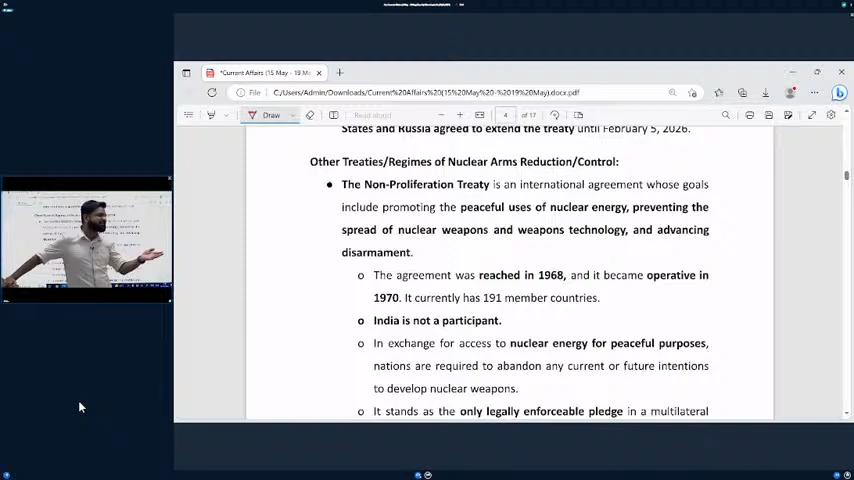 *Current Affairs (15 May - 19 Ma
File
C:/Users/Admin/Downloads/Current%20Affairs%20(15%20May%20-%2019%20May).docx.pdf
Draw
Read aloud
4 of 17
States and Russia agreed to extend the treaty until February 5, 2026.
Other Treaties/Regimes of Nuclear Arms Reduction/Control:
● The Non-Proliferation Treaty is an international agreement whose goals
include promoting the peaceful uses of nuclear energy, preventing the
spread of nuclear weapons and weapons technology, and advancing
disarmament.
o The agreement was reached in 1968, and it became operative in
1970. It currently has 191 member countries.
o India is not a participant.
o In exchange for access to nuclear energy for peaceful purposes,
nations are required to abandon any current or future intentions
to develop nuclear weapons.
o It stands as the only legally enforceable pledge in a multilateral